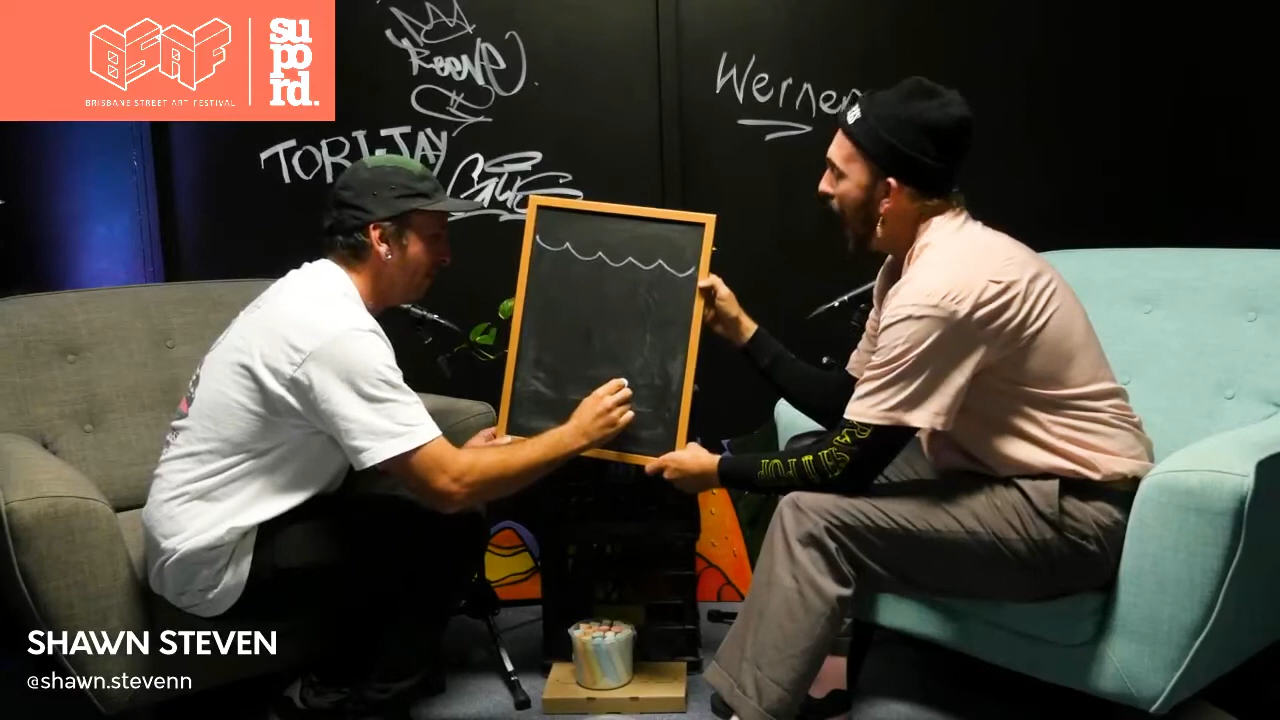 BSAF
BRISBANE STREET ART FESTIVAL
su
po
rd.
Reeve
Werner
TORI-JAY
SHAWN STEVEN
@shawn.stevenn